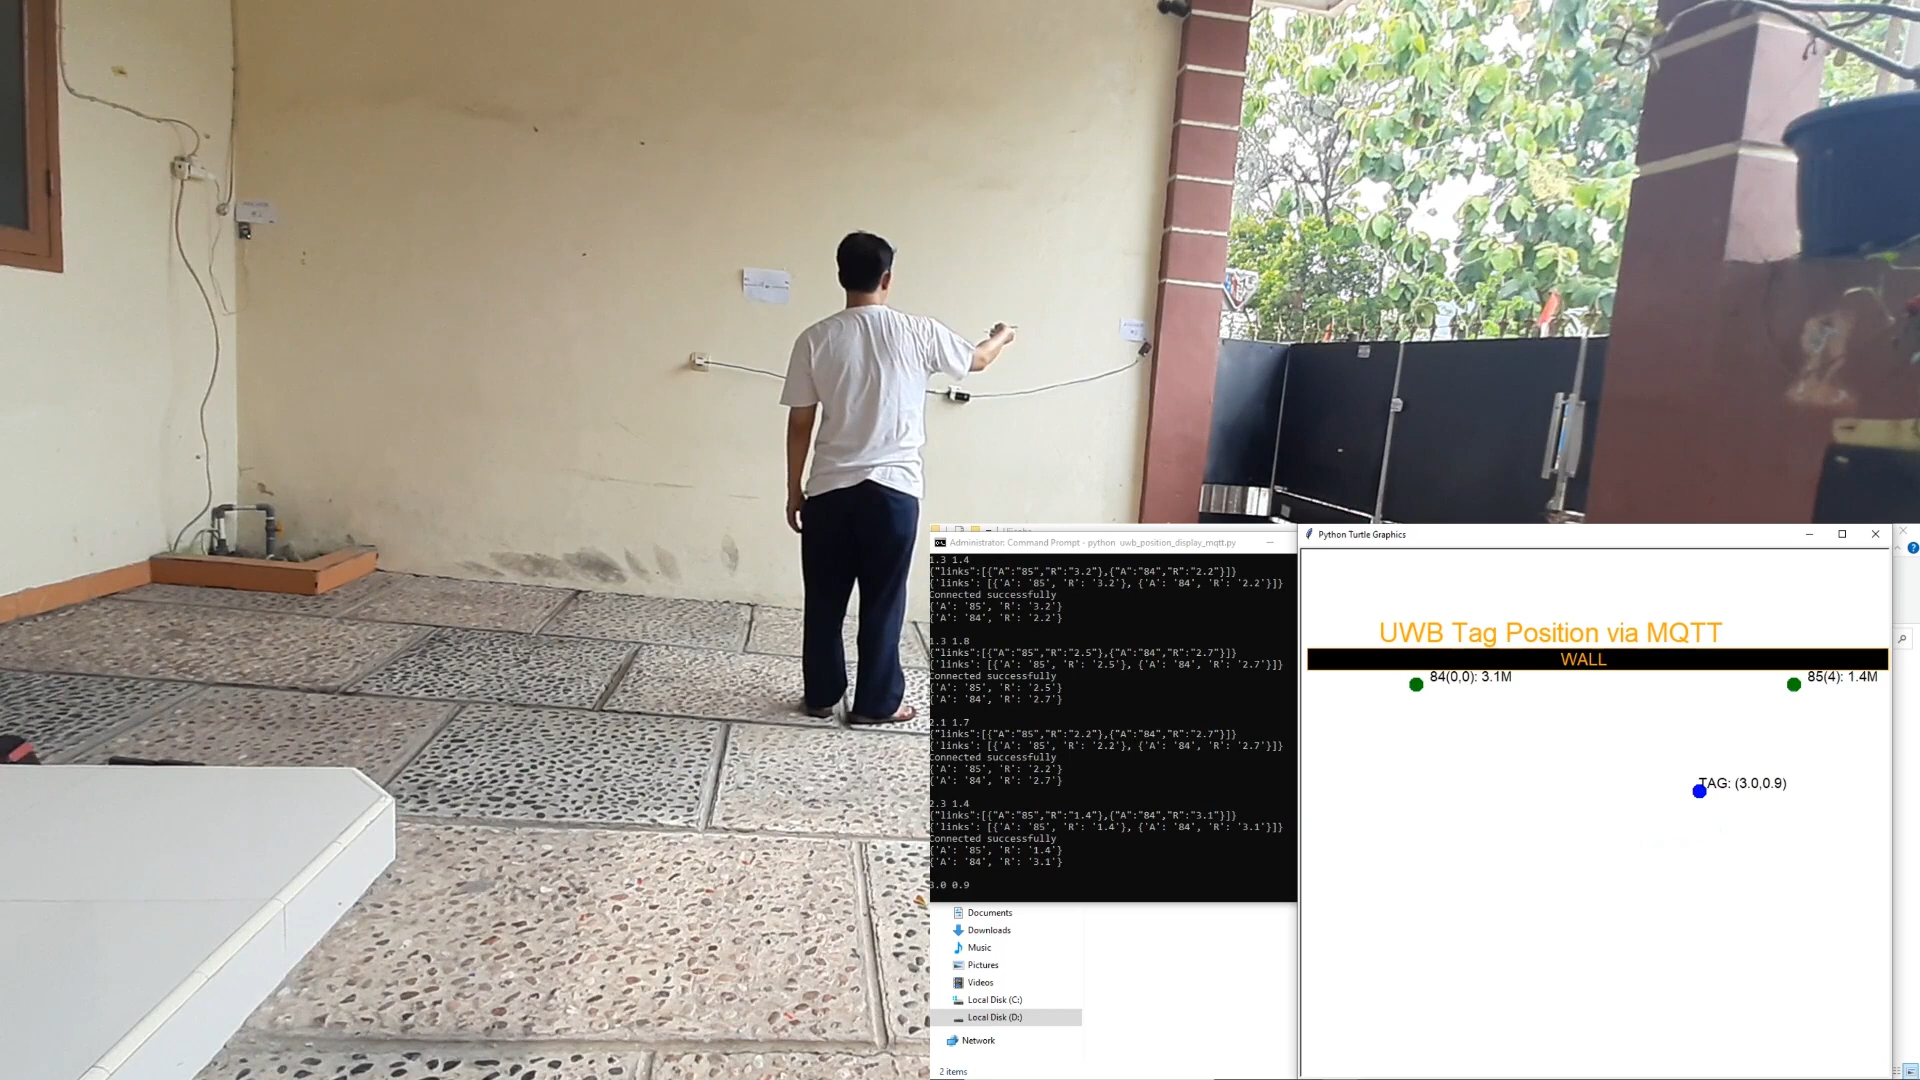 Administrator: Command Prompt - python uwb_position_display_mqtt.py
1.3 1.4
{"links":[{"A":"85","R":"3.2"},{"A":"84","R":"2.2"}]}
{'links': [{'A': '85', 'R': '3.2'}, {'A': '84', 'R': '2.2'}]}
Connected successfully
{'A': '85', 'R': '3.2'}
{'A': '84', 'R': '2.2'}
1.3 1.8
{"links":[{"A":"85","R":"2.5"},{"A":"84","R":"2.7"}]}
{'links': [{'A': '85', 'R': '2.5'}, {'A': '84', 'R': '2.7'}]}
Connected successfully
{'A': '85', 'R': '2.5'}
{'A': '84', 'R': '2.7'}
2.1 1.7
{"links":[{"A":"85","R":"2.2"},{"A":"84","R":"2.7"}]}
{'links': [{'A': '85', 'R': '2.2'}, {'A': '84', 'R': '2.7'}]}
Connected successfully
{'A': '85', 'R': '2.2'}
{'A': '84', 'R': '2.7'}
2.3 1.4
{"links":[{"A":"85","R":"1.4"},{"A":"84","R":"3.1"}]}
{'links': [{'A': '85', 'R': '1.4'}, {'A': '84', 'R': '3.1'}]}
Connected successfully
{'A': '85', 'R': '1.4'}
{'A': '84', 'R': '3.1'}
3.0 0.9
Documents
Downloads
Music
Pictures
Videos
Local Disk (C:)
Local Disk (D:)
Network
2 items
Python Turtle Graphics
UWB Tag Position via MQTT
WALL
84(0,0): 3.1M
85(4): 1.4M
TAG: (3.0,0.9)